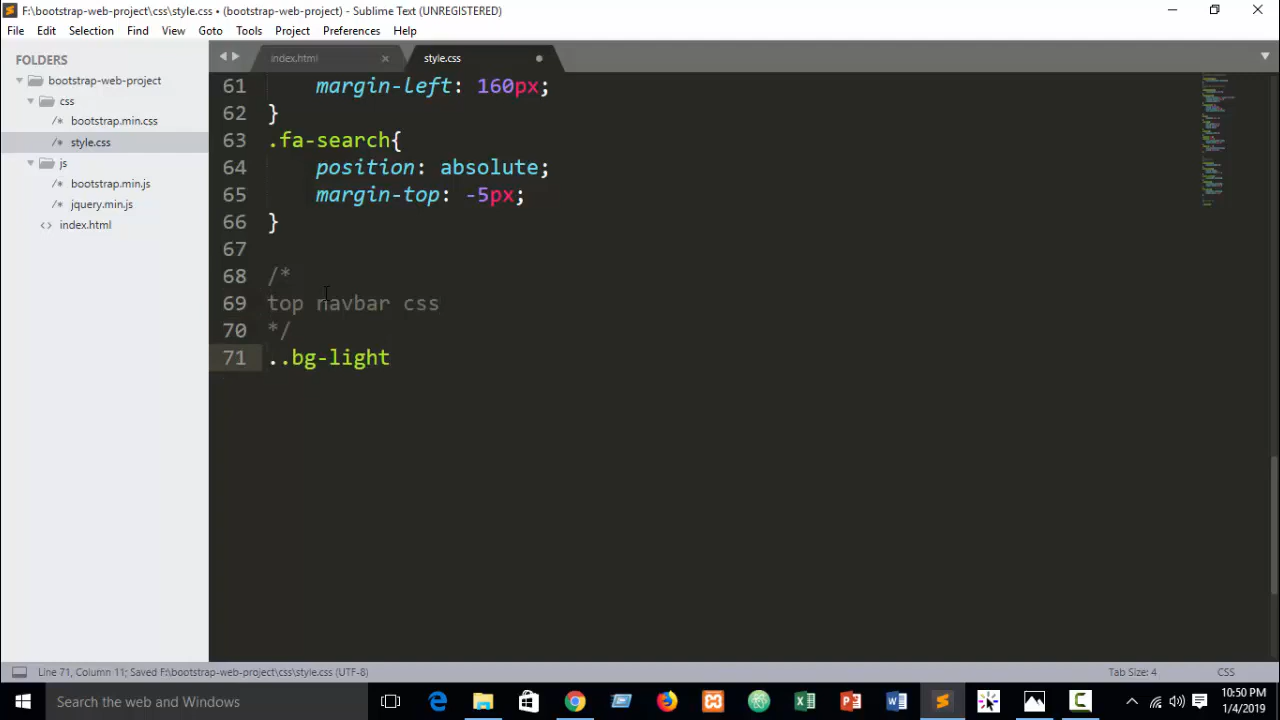 F:\bootstrap-web-project\css\style.css • (bootstrap-web-project) - Sublime Text (UNREGISTERED)
File Edit Selection Find View Goto Tools Project Preferences Help
FOLDERS
bootstrap-web-project
css
/* bootstrap.min.css
/* style.css
js
/* bootstrap.min.js
/* jquery.min.js
<> index.html
index.html × style.css
61 margin-left: 160px;
62 }
63 .fa-search{
64 position: absolute;
65 margin-top: -5px;
66 }
67
68 /*
69 top navbar css
70 */
71 ..bg-light
Line 71, Column 11; Saved F:\bootstrap-web-project\css\style.css (UTF-8) Tab Size: 4 CSS
Search the web and Windows
10:50 PM
1/4/2019